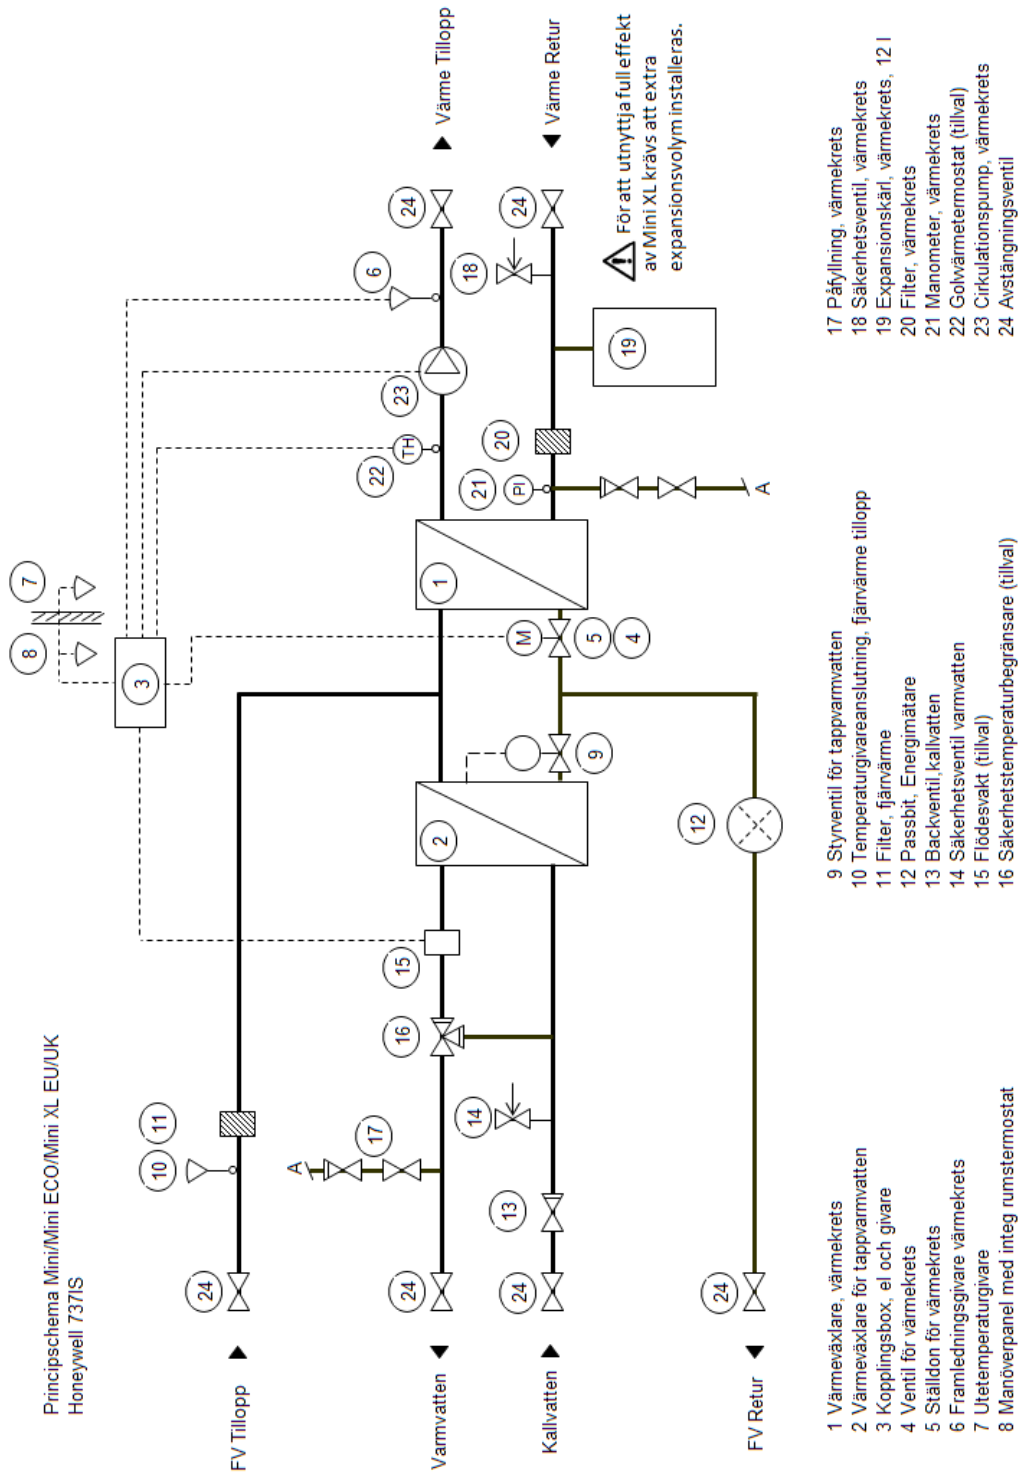 Principschema Mini/Mini ECO/Mini XL EU/UK
Honeywell 737IS
7
8
3
6
24
Värme Tillopp
23
22
TH
18
24
Värme Retur
För att utnyttja full effekt
av Mini XL krävs att extra
expansionsvolym installeras.
19
20
21
PI
A
1
M
5
4
9
2
12
15
16
11
10
A
17
14
13
24
FV Tillopp
24
Varmvatten
24
Kallvatten
24
FV Retur
1 Värmeväxlare, värmekrets
2 Värmeväxlare för tappvarmvatten
3 Kopplingsbox, el och givare
4 Ventil för värmekrets
5 Ställdon för värmekrets
6 Framledningsgivare värmekrets
7 Utetemperaturgivare
8 Manöverpanel med integ rumstermostat
9 Styrventil för tappvarmvatten
10 Temperaturgivareanslutning, fjärrvärme tillopp
11 Filter, fjärrvärme
12 Passbit, Energimätare
13 Backventil,kallvatten
14 Säkerhetsventil varmvatten
15 Flödesvakt (tillval)
16 Säkerhetstemperaturbegränsare (tillval)
17 Påfyllning, värmekrets
18 Säkerhetsventil, värmekrets
19 Expansionskärl, värmekrets, 12 l
20 Filter, värmekrets
21 Manometer, värmekrets
22 Golwärmetermostat (tillval)
23 Cirkulationspump, värmekrets
24 Avstängningsventil